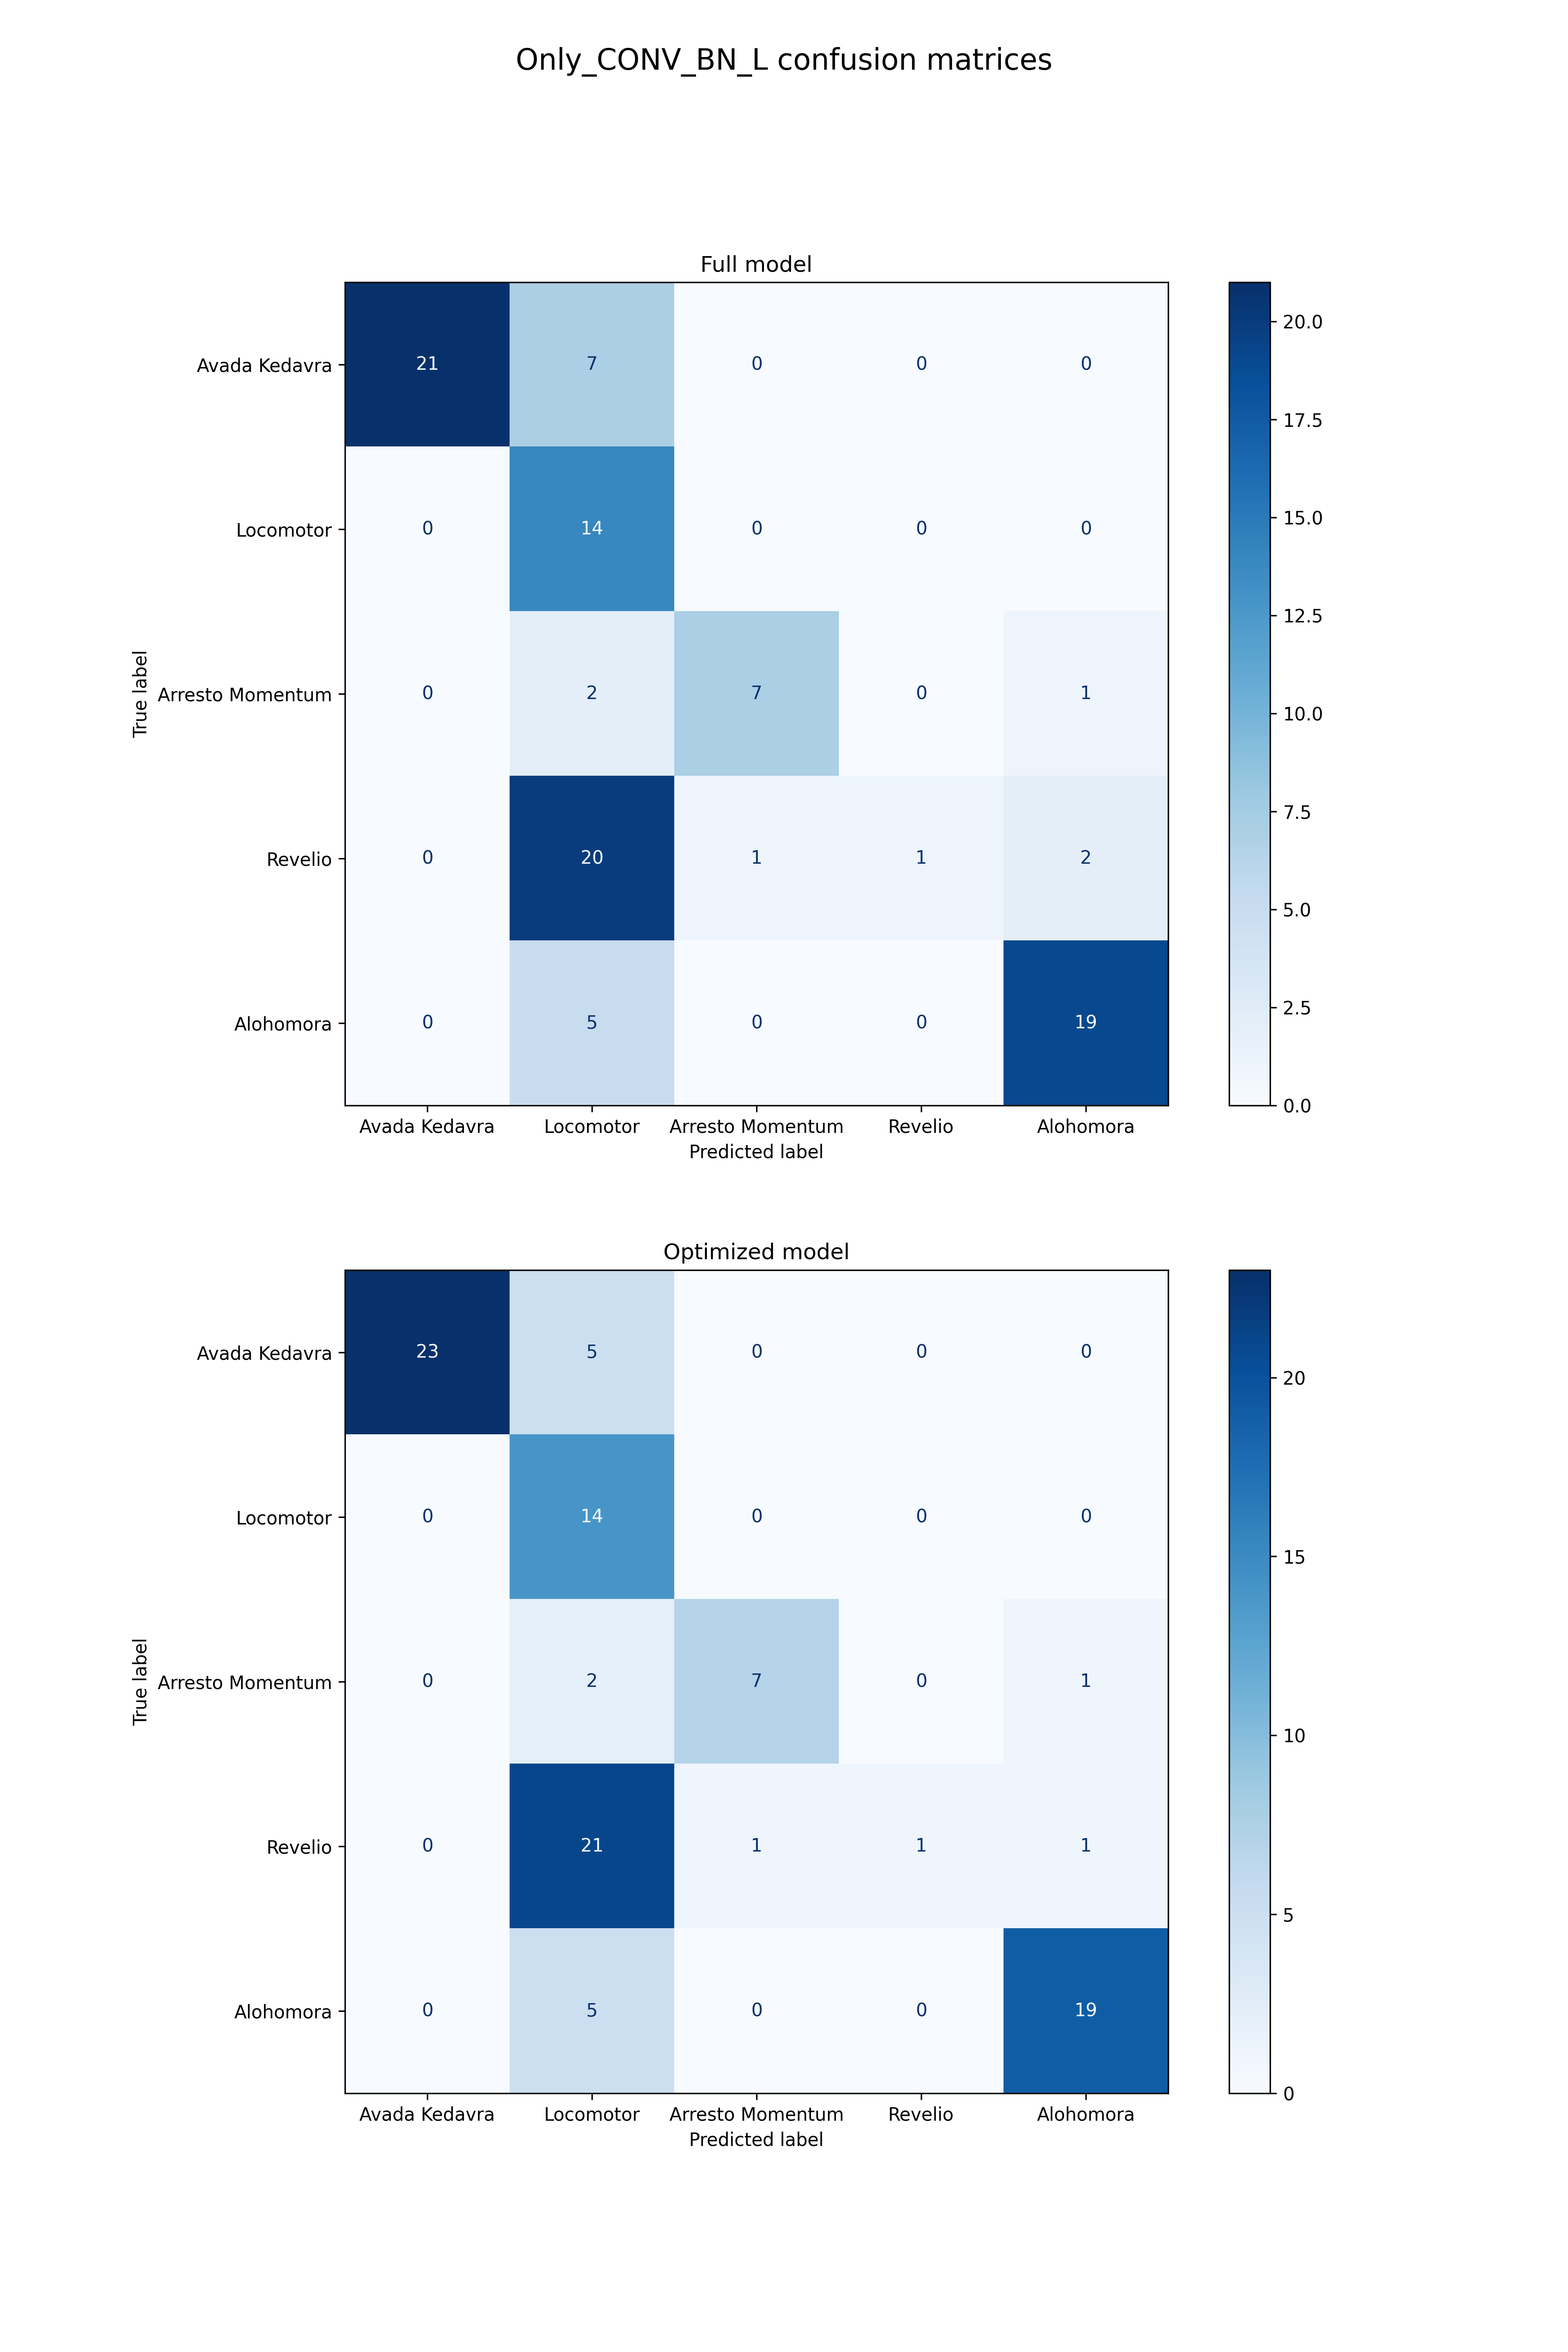 Only_CONV_BN_L confusion matrices
Full model
Avada Kedavra 21 7 0 0 0
Locomotor 0 14 0 0 0
Arresto Momentum 0 2 7 0 1
Revelio 0 20 1 1 2
Alohomora 0 5 0 0 19
True label
Avada Kedavra Locomotor Arresto Momentum Revelio Alohomora
Predicted label
20.0
17.5
15.0
12.5
10.0
7.5
5.0
2.5
0.0
Optimized model
Avada Kedavra 23 5 0 0 0
Locomotor 0 14 0 0 0
Arresto Momentum 0 2 7 0 1
Revelio 0 21 1 1 1
Alohomora 0 5 0 0 19
True label
Avada Kedavra Locomotor Arresto Momentum Revelio Alohomora
Predicted label
20
15
10
5
0